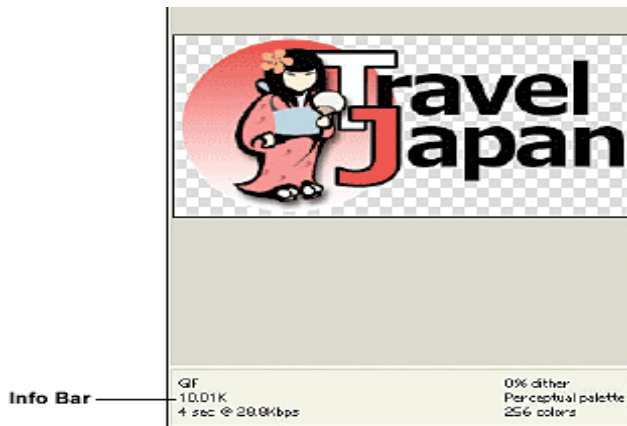 Travel
Japan
Info Bar
GIF
10.01K
4 sec @ 28.8Kbps
0% dither
Perceptual palette
256 colors